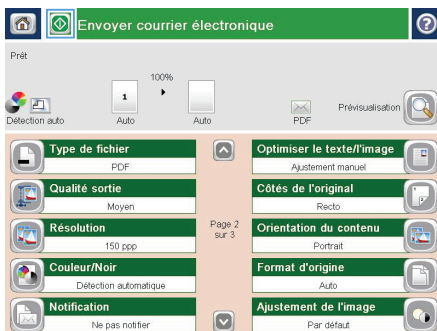 Envoyer courrier électronique
?
Prêt
100%
1
Détection auto
Auto
Auto
PDF
Prévisualisation
Type de fichier
PDF
Optimiser le texte/l'image
Ajustement manuel
Qualité sortie
Moyen
Côtés de l'original
Recto
Résolution
150 ppp
Page 2
sur 3
Orientation du contenu
Portrait
Couleur/Noir
Détection automatique
Format d'origine
Auto
Notification
Ne pas notifier
Ajustement de l'image
Par défaut